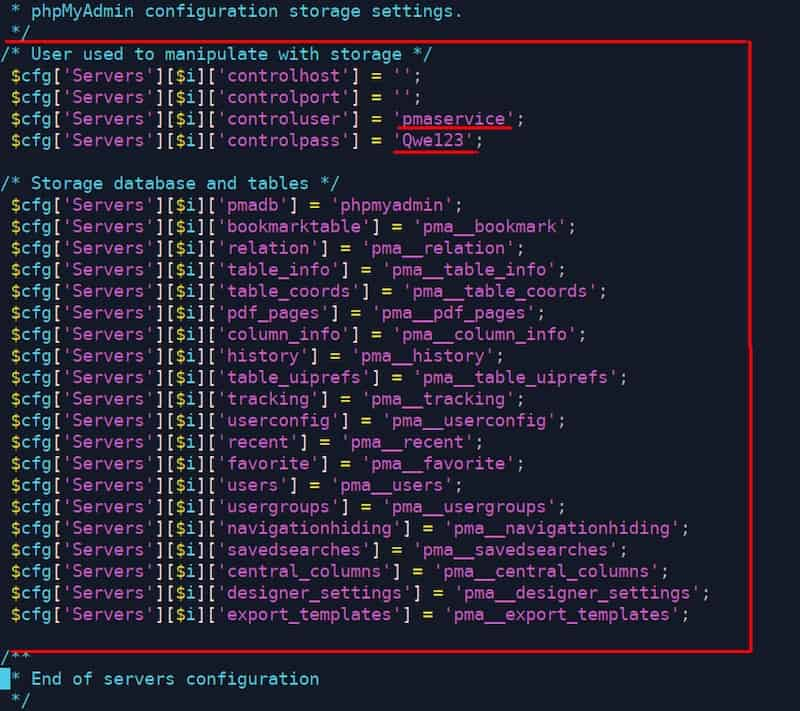 * phpMyAdmin configuration storage settings.
*/
/* User used to manipulate with storage */
$cfg['Servers'][$i]['controlhost'] = '';
$cfg['Servers'][$i]['controlport'] = '';
$cfg['Servers'][$i]['controluser'] = 'pmaservice';
$cfg['Servers'][$i]['controlpass'] = 'Qwe123';
/* Storage database and tables */
$cfg['Servers'][$i]['pmadb'] = 'phpmyadmin';
$cfg['Servers'][$i]['bookmarktable'] = 'pma__bookmark';
$cfg['Servers'][$i]['relation'] = 'pma__relation';
$cfg['Servers'][$i]['table_info'] = 'pma__table_info';
$cfg['Servers'][$i]['table_coords'] = 'pma__table_coords';
$cfg['Servers'][$i]['pdf_pages'] = 'pma__pdf_pages';
$cfg['Servers'][$i]['column_info'] = 'pma__column_info';
$cfg['Servers'][$i]['history'] = 'pma__history';
$cfg['Servers'][$i]['table_uiprefs'] = 'pma__table_uiprefs';
$cfg['Servers'][$i]['tracking'] = 'pma__tracking';
$cfg['Servers'][$i]['userconfig'] = 'pma__userconfig';
$cfg['Servers'][$i]['recent'] = 'pma__recent';
$cfg['Servers'][$i]['favorite'] = 'pma__favorite';
$cfg['Servers'][$i]['users'] = 'pma__users';
$cfg['Servers'][$i]['usergroups'] = 'pma__usergroups';
$cfg['Servers'][$i]['navigationhiding'] = 'pma__navigationhiding';
$cfg['Servers'][$i]['savedsearches'] = 'pma__savedsearches';
$cfg['Servers'][$i]['central_columns'] = 'pma__central_columns';
$cfg['Servers'][$i]['designer_settings'] = 'pma__designer_settings';
$cfg['Servers'][$i]['export_templates'] = 'pma__export_templates';
/**
* End of servers configuration
*/